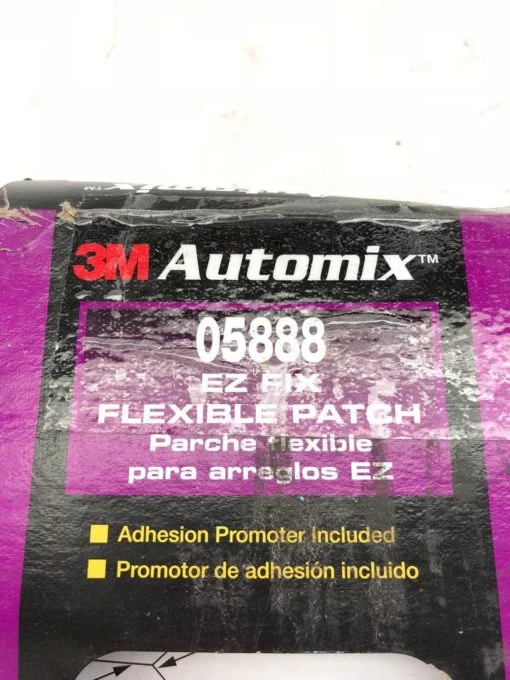 3M Automix™
05888
EZ FIX
FLEXIBLE PATCH
Parche flexible
para arreglos EZ
Adhesion Promoter Included
Promotor de adhesión incluido